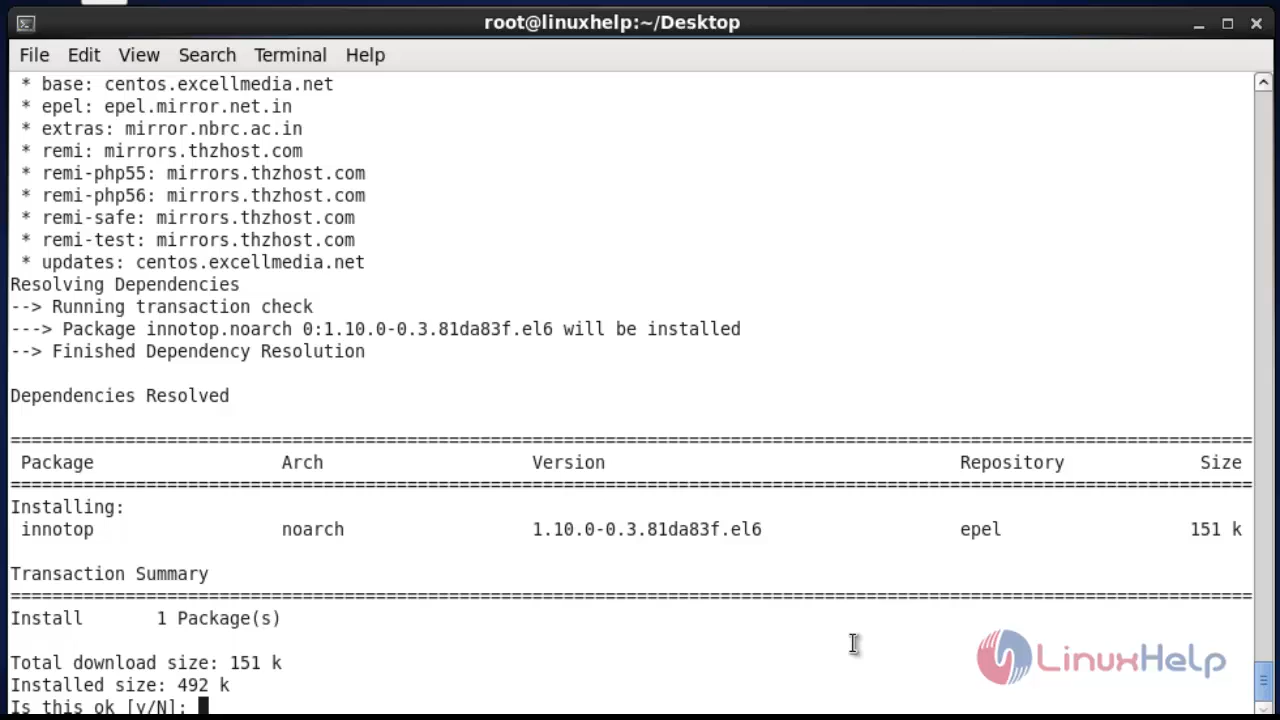 root@linuxhelp:~/Desktop
File Edit View Search Terminal Help
* base: centos.excellmedia.net
* epel: epel.mirror.net.in
* extras: mirror.nbrc.ac.in
* remi: mirrors.thzhost.com
* remi-php55: mirrors.thzhost.com
* remi-php56: mirrors.thzhost.com
* remi-safe: mirrors.thzhost.com
* remi-test: mirrors.thzhost.com
* updates: centos.excellmedia.net
Resolving Dependencies
--> Running transaction check
---> Package innotop.noarch 0:1.10.0-0.3.81da83f.el6 will be installed
--> Finished Dependency Resolution
Dependencies Resolved
================================================================================
Package Arch Version Repository Size
================================================================================
Installing:
innotop noarch 1.10.0-0.3.81da83f.el6 epel 151 k
Transaction Summary
================================================================================
Install 1 Package(s)
Total download size: 151 k
Installed size: 492 k
Is this ok [y/N]:
LinuxHelp